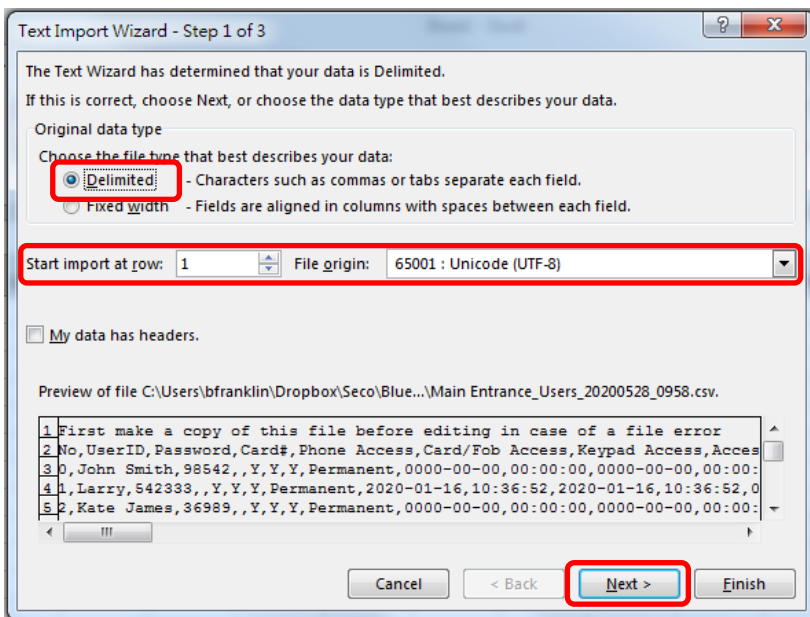 Text Import Wizard - Step 1 of 3
The Text Wizard has determined that your data is Delimited.
If this is correct, choose Next, or choose the data type that best describes your data.
Original data type
Choose the file type that best describes your data:
Delimited - Characters such as commas or tabs separate each field.
Fixed width - Fields are aligned in columns with spaces between each field.
Start import at row: 1 File origin: 65001 : Unicode (UTF-8)
My data has headers.
Preview of file C:\Users\bfranklin\Dropbox\Seco\Blue...\Main Entrance_Users_20200528_0958.csv.
1 First make a copy of this file before editing in case of a file error
2 No,UserID,Password,Card#,Phone Access,Card/Fob Access,Keypad Access,Acces
3 0,John Smith,98542,,Y,Y,Y,Permanent,0000-00-00,00:00:00,0000-00-00,00:00:
4 1,Larry,542333,,Y,Y,Y,Permanent,2020-01-16,10:36:52,2020-01-16,10:36:52,0
5 2,Kate James,36989,,Y,Y,Y,Permanent,0000-00-00,00:00:00,0000-00-00,00:00:
Cancel < Back Next > Finish